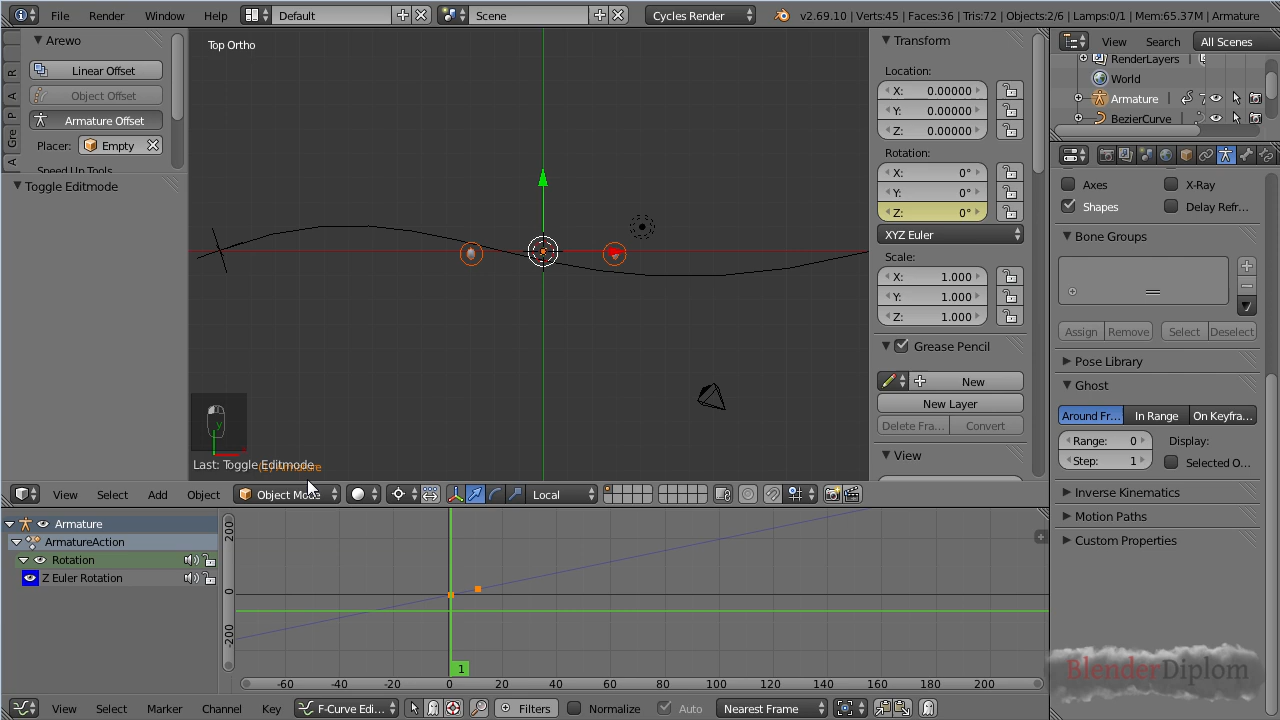 File Render Window Help Default Scene Cycles Render v2.69.10 | Verts:45 | Faces:36 | Tris:72 | Objects:2/6 | Lamps:0/1 | Mem:65.37M | Armature
Arewo
Linear Offset
Object Offset
Armature Offset
Placer: Empty
Speed Up Tools
R
A
P
Gre
A
Toggle Editmode
Top Ortho
y
Last: Toggle Editmode
Transform
Location:
X: 0.00000
Y: 0.00000
Z: 0.00000
Rotation:
X: 0°
Y: 0°
Z: 0°
XYZ Euler
Scale:
X: 1.000
Y: 1.000
Z: 1.000
Grease Pencil
New
New Layer
Delete Fra... Convert
View
View Search All Scenes
RenderLayers
World
Armature
BezierCurve
Axes X-Ray
Shapes Delay Refr...
Bone Groups
Assign Remove Select Deselect
Pose Library
Ghost
Around Fr... In Range On Keyfra...
Range: 0 Display:
Step: 1 Selected O...
Inverse Kinematics
Motion Paths
Custom Properties
View Select Add Object Object Mode Local
Armature
ArmatureAction
Rotation
Z Euler Rotation
200
0
-200
1
-60 -40 -20 0 20 40 60 80 100 120 140 160 180 200
View Select Marker Channel Key F-Curve Edi... Filters Normalize Auto Nearest Frame
BlenderDiplom